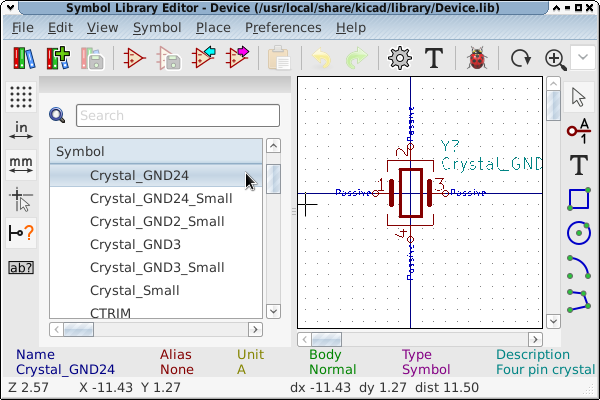 Symbol Library Editor - Device (/usr/local/share/kicad/library/Device.lib)
File Edit View Symbol Place Preferences Help
T
in
mm
ab?
Search
Symbol
Crystal_GND24
Crystal_GND24_Small
Crystal_GND2_Small
Crystal_GND3
Crystal_GND3_Small
Crystal_Small
CTRIM
Passive
2
Y?
Crystal_GND
Passive 1
3 Passive
4
Passive
A
1
T
Name Alias Unit Body Type Description
Crystal_GND24 None A Normal Symbol Four pin crystal
Z 2.57 X -11.43 Y 1.27 dx -11.43 dy 1.27 dist 11.50